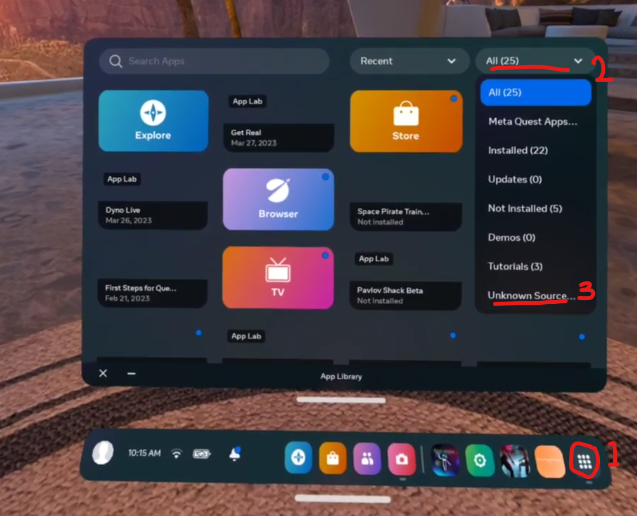 Search Apps
Recent
All (25)
2
All (25)
Meta Quest Apps...
Installed (22)
Updates (0)
Not Installed (5)
Demos (0)
Tutorials (3)
Unknown Source...
3
Explore
App Lab
Get Real
Mar 27, 2023
Store
App Lab
Dyno Live
Mar 26, 2023
Browser
Space Pirate Train...
Not installed
First Steps for Que...
Feb 21, 2023
TV
App Lab
Pavlov Shack Beta
Not installed
App Lab
App Library
10:15 AM
1